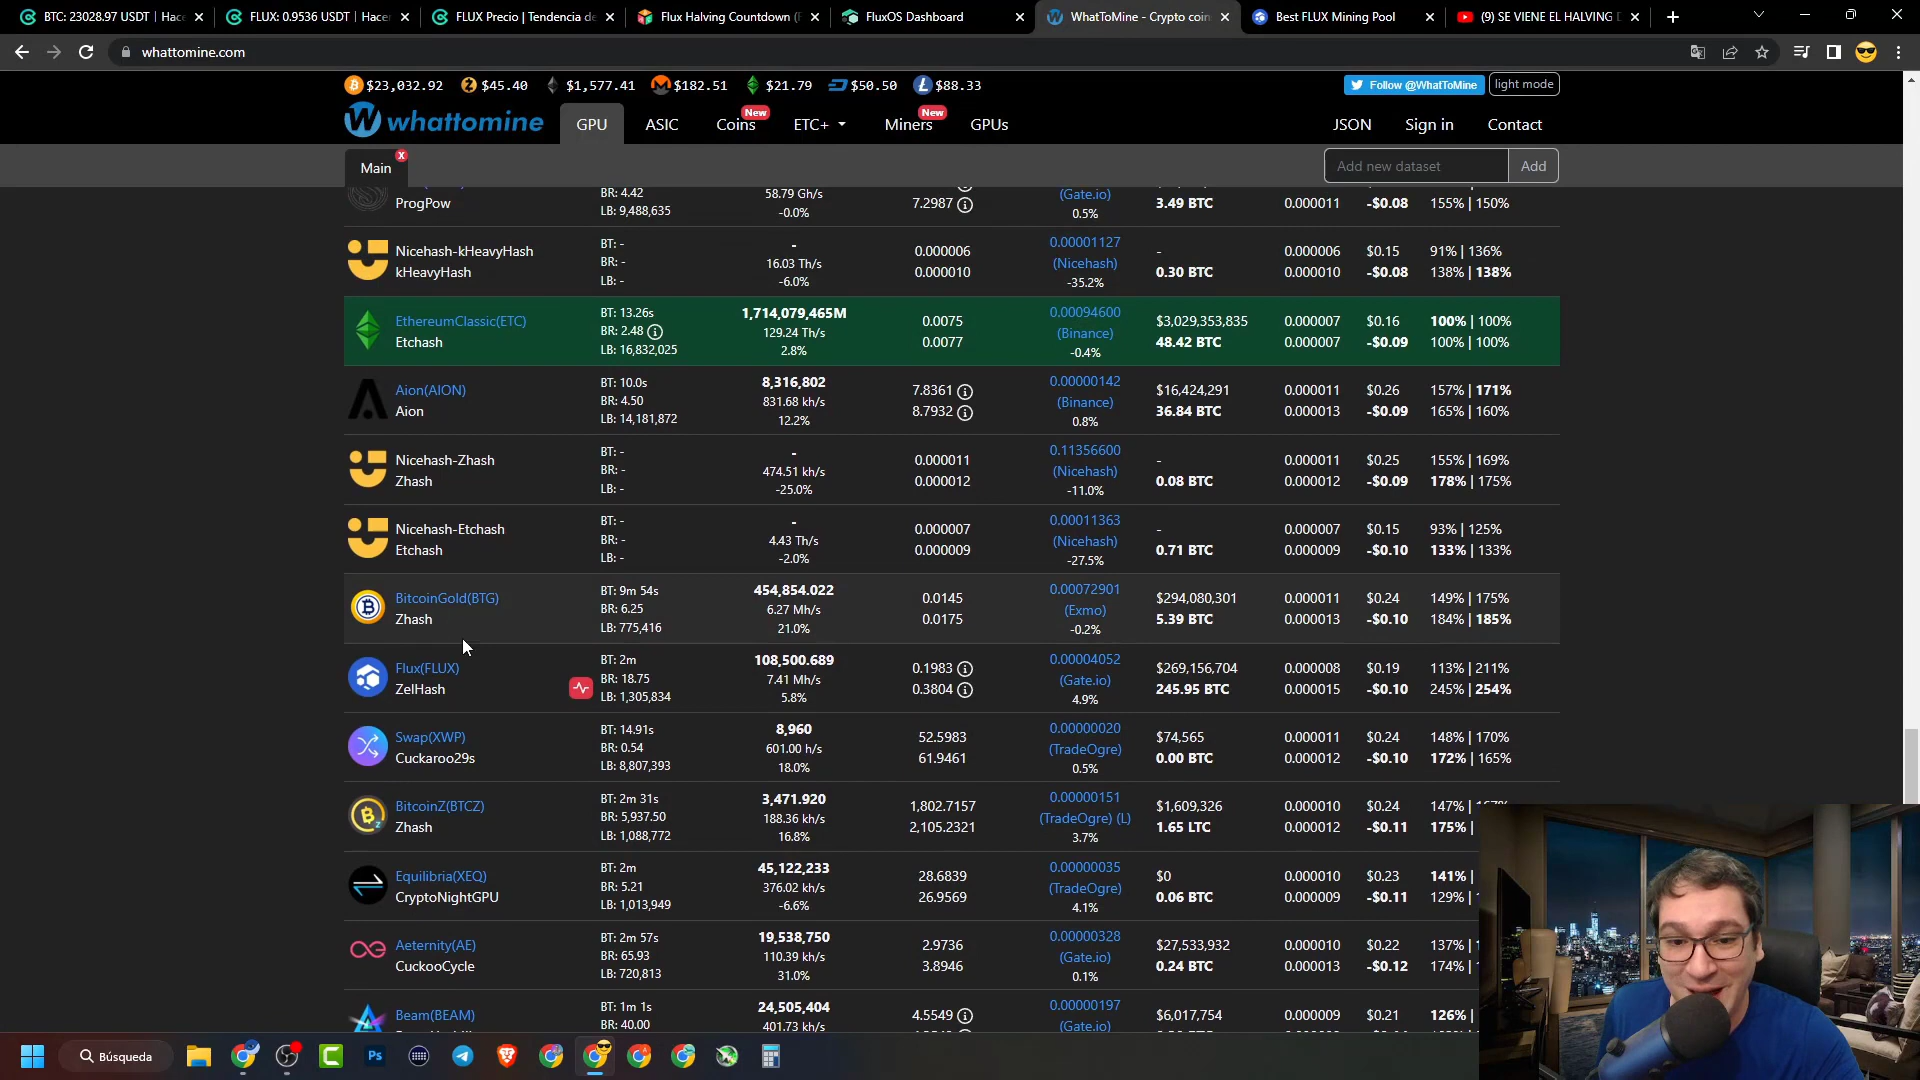 BTC: 23028.97 USDT | Hac
FLUX: 0.9536 USDT | Hacer
FLUX Precio | Tendencia de
Flux Halving Countdown (F
FluxOS Dashboard
WhatToMine - Crypto coin
Best FLUX Mining Pool
(9) SE VIENE EL HALVING D
whattomine.com
$23,032.92 $45.40 $1,577.41 $182.51 $21.79 $50.50 $88.33
Follow @WhatToMine
light mode
whattomine
GPU ASIC Coins New ETC+ Miners New GPUs
JSON Sign in Contact
Main x
Add new dataset Add
BR: 4.42 58.79 Gh/s (Gate.io)
ProgPow 7.2987 3.49 BTC 0.000011 -$0.08 155% | 150%
LB: 9,488,635 -0.0% 0.5%
BT: - - 0.00001127
Nicehash-kHeavyHash 0.000006 - 0.000006 $0.15 91% | 136%
BR: - 16.03 Th/s (Nicehash)
kHeavyHash 0.000010 0.30 BTC 0.000010 -$0.08 138% | 138%
LB: - -6.0% -35.2%
BT: 13.26s 1,714,079,465M 0.00094600
EthereumClassic(ETC) 0.0075 $3,029,353,835 0.000007 $0.16 100% | 100%
BR: 2.48 129.24 Th/s (Binance)
Etchash 0.0077 48.42 BTC 0.000007 -$0.09 100% | 100%
LB: 16,832,025 2.8% -0.4%
BT: 10.0s 8,316,802 0.00000142
Aion(AION) 7.8361 $16,424,291 0.000011 $0.26 157% | 171%
BR: 4.50 831.68 kh/s (Binance)
Aion 8.7932 36.84 BTC 0.000013 -$0.09 165% | 160%
LB: 14,181,872 12.2% 0.8%
BT: - - 0.11356600
Nicehash-Zhash 0.000011 - 0.000011 $0.25 155% | 169%
BR: - 474.51 kh/s (Nicehash)
Zhash 0.000012 0.08 BTC 0.000012 -$0.09 178% | 175%
LB: - -25.0% -11.0%
BT: - - 0.00011363
Nicehash-Etchash 0.000007 - 0.000007 $0.15 93% | 125%
BR: - 4.43 Th/s (Nicehash)
Etchash 0.000009 0.71 BTC 0.000009 -$0.10 133% | 133%
LB: - -2.0% -27.5%
BT: 9m 54s 454,854.022 0.00072901
BitcoinGold(BTG) 0.0145 $294,080,301 0.000011 $0.24 149% | 175%
BR: 6.25 6.27 Mh/s (Exmo)
Zhash 0.0175 5.39 BTC 0.000013 -$0.10 184% | 185%
LB: 775,416 21.0% -0.2%
BT: 2m 108,500.689 0.00004052
Flux(FLUX) 0.1983 $269,156,704 0.000008 $0.19 113% | 211%
BR: 18.75 7.41 Mh/s (Gate.io)
ZelHash 0.3804 245.95 BTC 0.000015 -$0.10 245% | 254%
LB: 1,305,834 5.8% 4.9%
BT: 14.91s 8,960 0.00000020
Swap(XWP) 52.5983 $74,565 0.000011 $0.24 148% | 170%
BR: 0.54 601.00 h/s (TradeOgre)
Cuckaroo29s 61.9461 0.00 BTC 0.000012 -$0.10 172% | 165%
LB: 8,807,393 18.0% 0.5%
BT: 2m 31s 3,471.920 0.00000151
BitcoinZ(BTCZ) 1,802.7157 $1,609,326 0.000010 $0.24 147% |
BR: 5,937.50 188.36 kh/s (TradeOgre) (L)
Zhash 2,105.2321 1.65 LTC 0.000012 -$0.11 175% |
LB: 1,088,772 16.8% 3.7%
BT: 2m 45,122,233 0.00000035
Equilibria(XEQ) 28.6839 $0 0.000010 $0.23 141% |
BR: 5.21 376.02 kh/s (TradeOgre)
CryptoNightGPU 26.9569 0.06 BTC 0.000009 -$0.11 129% |
LB: 1,013,949 -6.6% 4.1%
BT: 2m 57s 19,538,750 0.00000328
Aeternity(AE) 2.9736 $27,533,932 0.000010 $0.22 137% |
BR: 65.93 110.39 kh/s (Gate.io)
CuckooCycle 3.8946 0.24 BTC 0.000013 -$0.12 174% |
LB: 720,813 31.0% 0.1%
BT: 1m 1s 24,505,404 0.00000197
Beam(BEAM) 4.5549 $6,017,754 0.000009 $0.21 126% |
BR: 40.00 401.73 kh/s (Gate.io)
Búsqueda
Ps